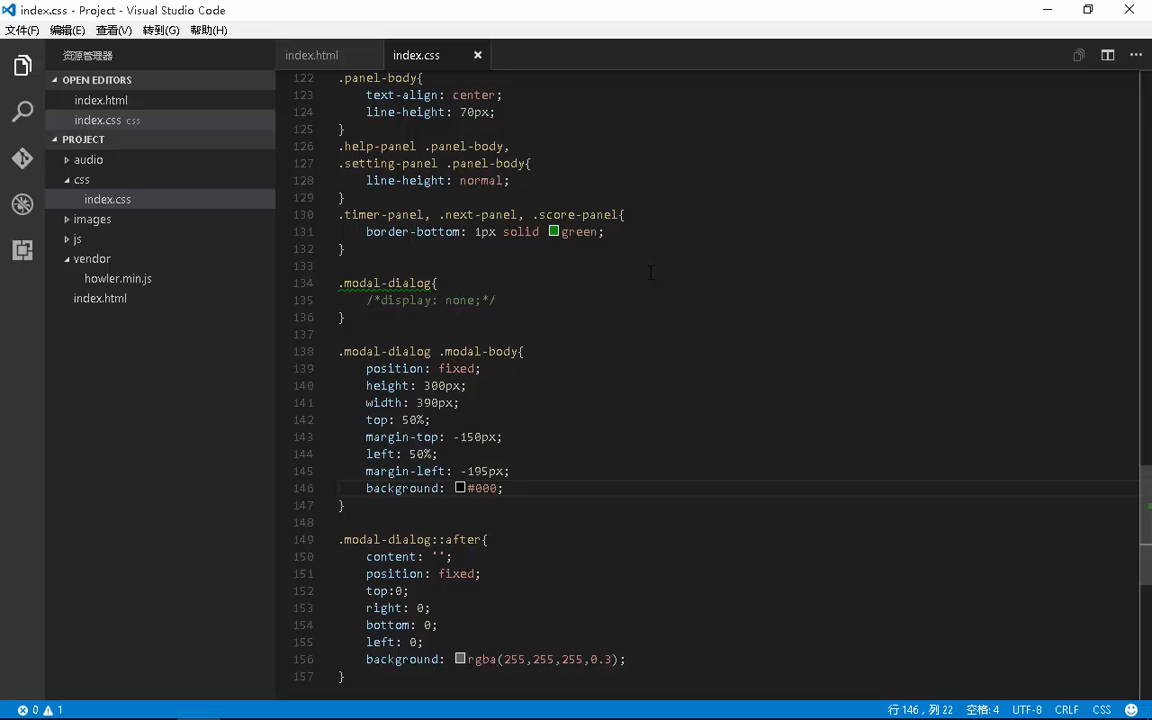 index.css - Project - Visual Studio Code
文件(F) 编辑(E) 查看(V) 转到(G) 帮助(H)
资源管理器
index.html
index.css
OPEN EDITORS
index.html
index.css css
PROJECT
audio
css
index.css
images
js
vendor
howler.min.js
index.html
122 .panel-body{
123 text-align: center;
124 line-height: 70px;
125 }
126 .help-panel .panel-body,
127 .setting-panel .panel-body{
128 line-height: normal;
129 }
130 .timer-panel, .next-panel, .score-panel{
131 border-bottom: 1px solid green;
132 }
133
134 .modal-dialog{
135 /*display: none;*/
136 }
137
138 .modal-dialog .modal-body{
139 position: fixed;
140 height: 300px;
141 width: 390px;
142 top: 50%;
143 margin-top: -150px;
144 left: 50%;
145 margin-left: -195px;
146 background: #000;
147 }
148
149 .modal-dialog::after{
150 content: '';
151 position: fixed;
152 top:0;
153 right: 0;
154 bottom: 0;
155 left: 0;
156 background: rgba(255,255,255,0.3);
157 }
0 1
行 146 , 列 22 空格: 4 UTF-8 CRLF CSS